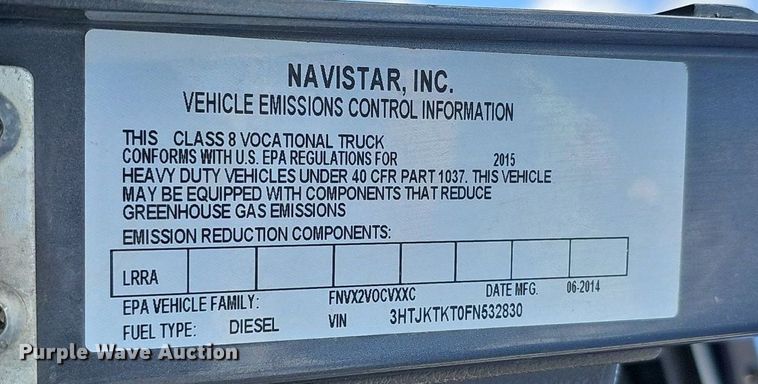 NAVISTAR, INC.
VEHICLE EMISSIONS CONTROL INFORMATION
THIS CLASS 8 VOCATIONAL TRUCK
CONFORMS WITH U.S. EPA REGULATIONS FOR 2015
HEAVY DUTY VEHICLES UNDER 40 CFR PART 1037. THIS VEHICLE
MAY BE EQUIPPED WITH COMPONENTS THAT REDUCE
GREENHOUSE GAS EMISSIONS
EMISSION REDUCTION COMPONENTS:
LRRA
EPA VEHICLE FAMILY: FNVX2VOCVXXC DATE MFG. 06-2014
FUEL TYPE: DIESEL VIN 3HTJKTKT0FN532830
Purple Wave Auction